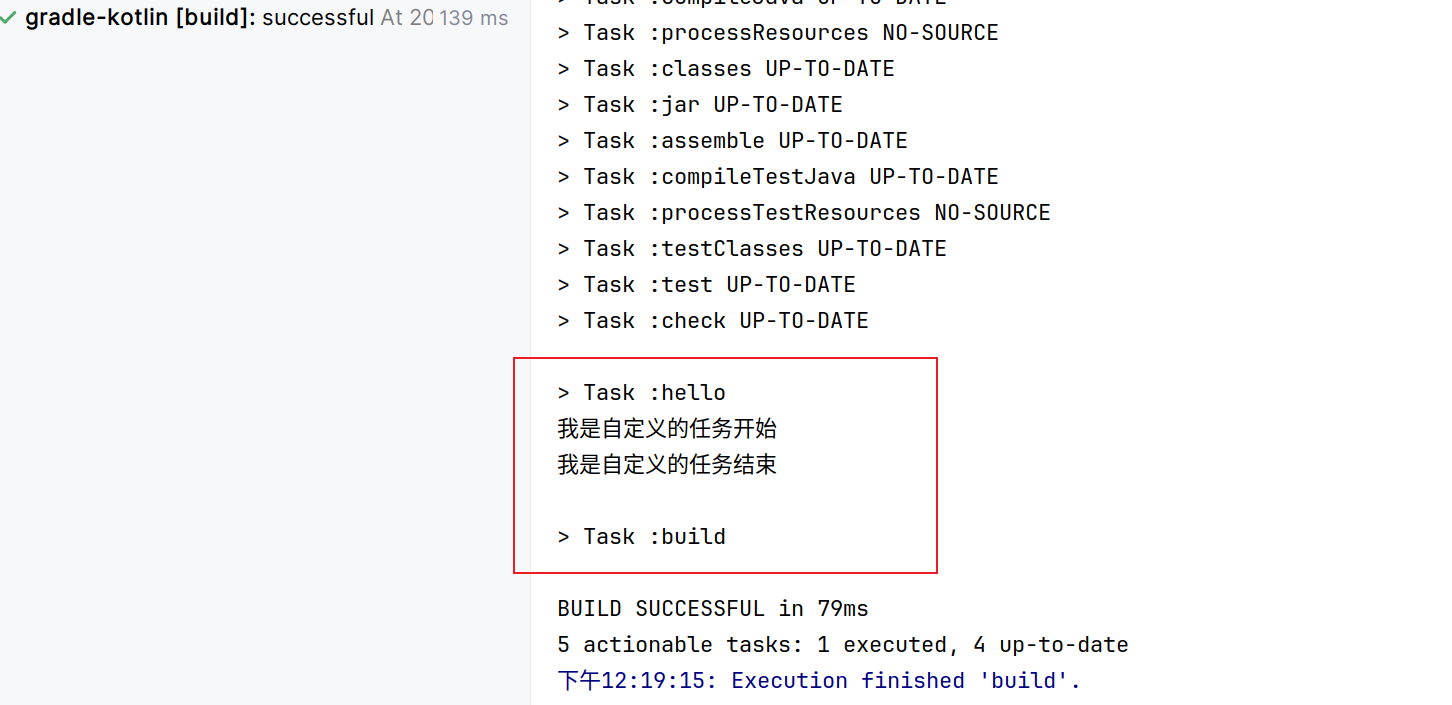 gradle-kotlin [build]: successful At 20 139 ms
> Task :compileJava UP-TO-DATE
> Task :processResources NO-SOURCE
> Task :classes UP-TO-DATE
> Task :jar UP-TO-DATE
> Task :assemble UP-TO-DATE
> Task :compileTestJava UP-TO-DATE
> Task :processTestResources NO-SOURCE
> Task :testClasses UP-TO-DATE
> Task :test UP-TO-DATE
> Task :check UP-TO-DATE
> Task :hello
我是自定义的任务开始
我是自定义的任务结束
> Task :build
BUILD SUCCESSFUL in 79ms
5 actionable tasks: 1 executed, 4 up-to-date
下午12:19:15: Execution finished 'build'.